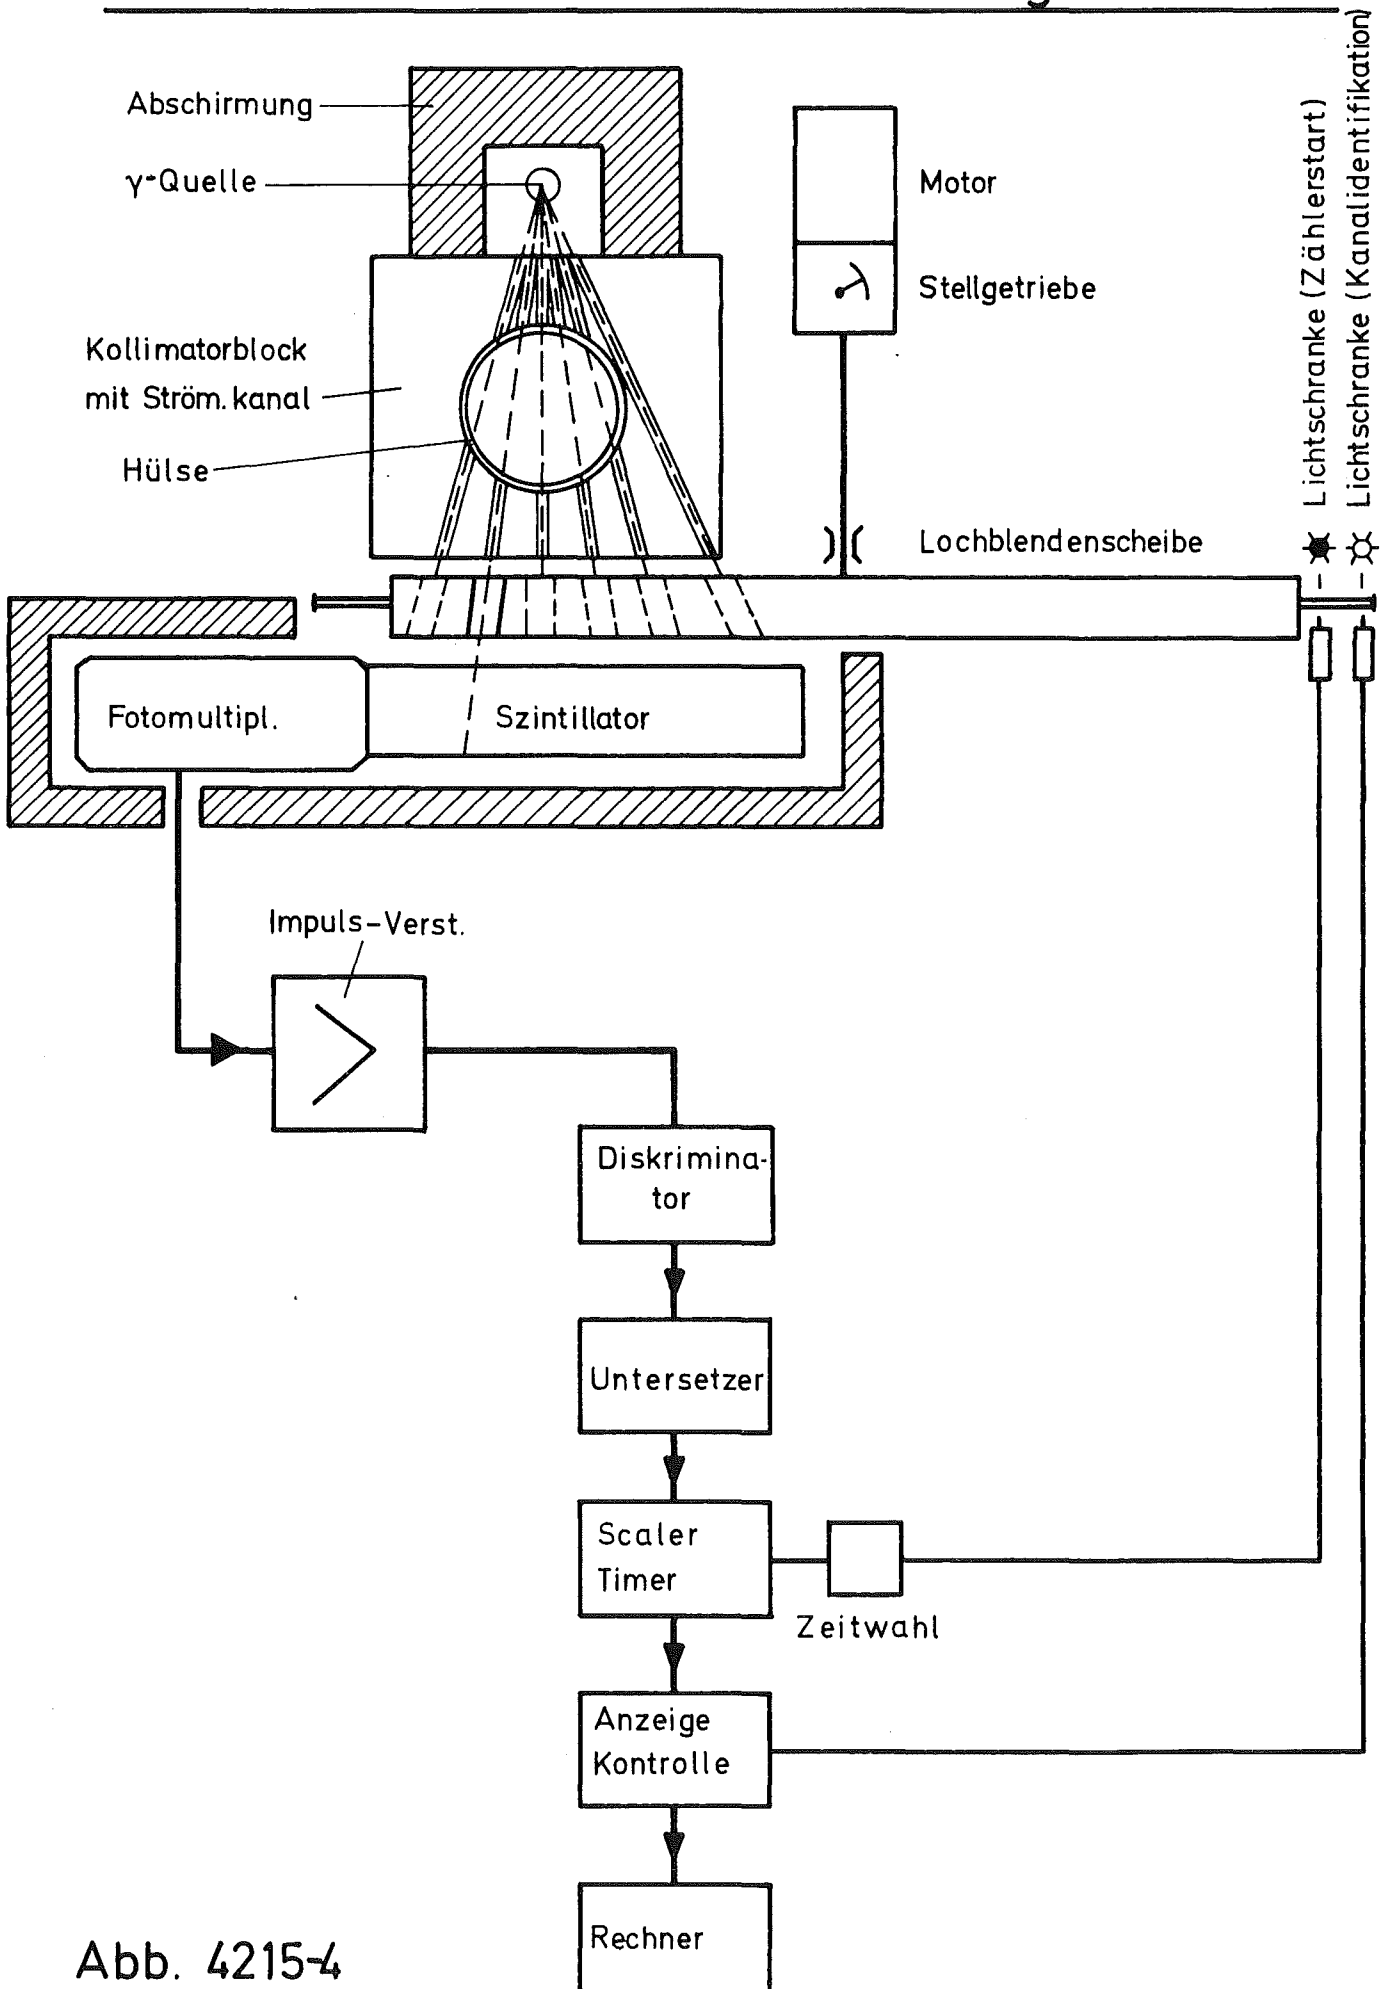 Abschirmung
γ-Quelle
Kollimatorblock
mit Ström.kanal
Hülse
Motor
Stellgetriebe
Lochblendenscheibe
Lichtschranke (Zählerstart)
Lichtschranke (Kanalidentifikation)
Fotomultipl.
Szintillator
Impuls-Verst.
Diskrimina-
tor
Untersetzer
Scaler
Timer
Zeitwahl
Anzeige
Kontrolle
Rechner
Abb. 4215-4